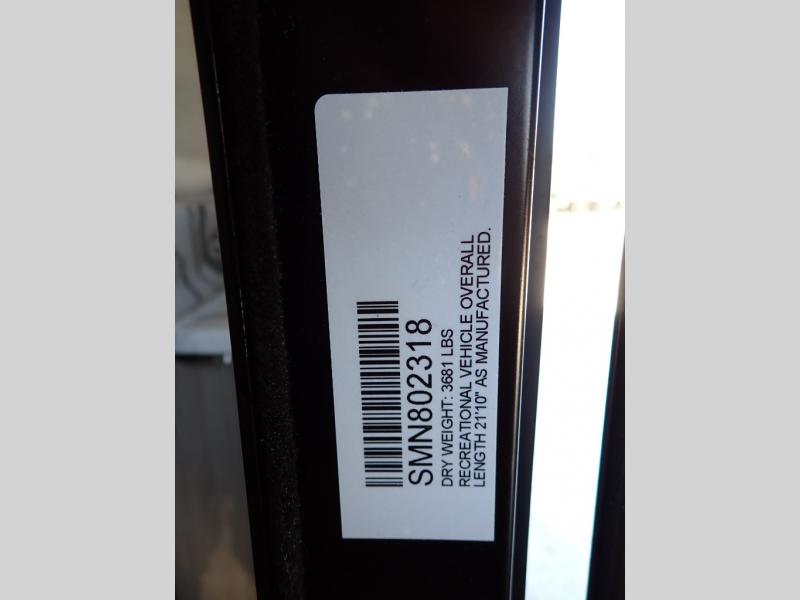 SMN802318
DRY WEIGHT: 3681 LBS
RECREATIONAL VEHICLE OVERALL
LENGTH 21'10" AS MANUFACTURED.